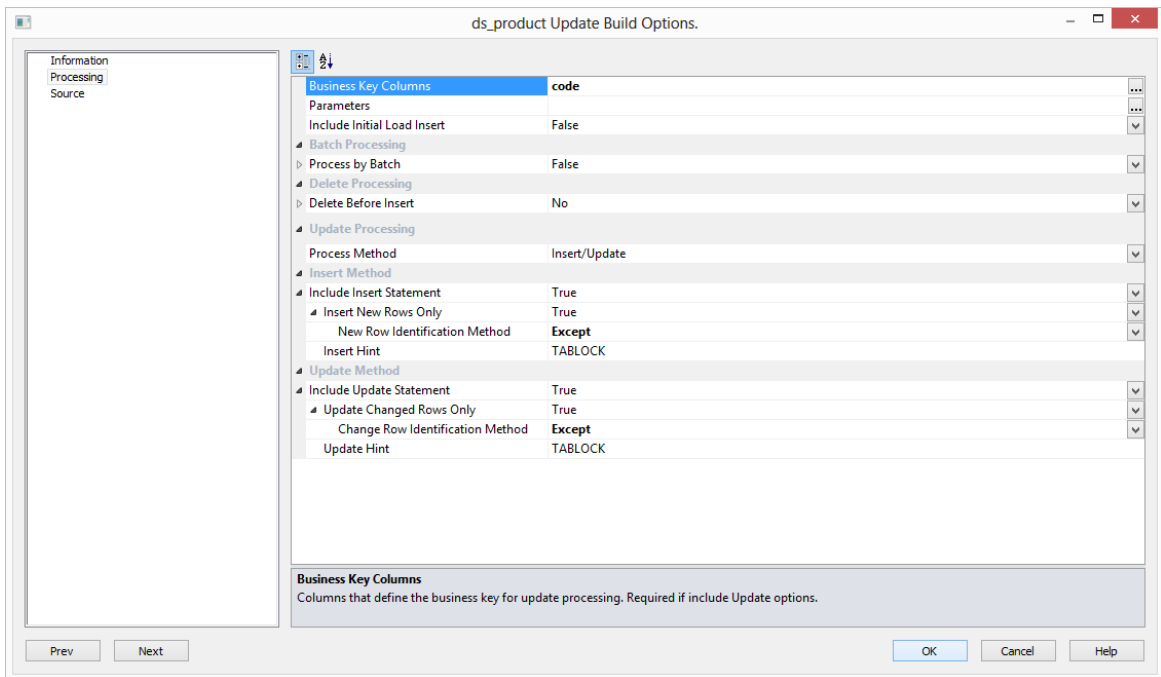 ds_product Update Build Options.
Information
Processing
Source
Business Key Columns code
Parameters
Include Initial Load Insert False
Batch Processing
Process by Batch False
Delete Processing
Delete Before Insert No
Update Processing
Process Method Insert/Update
Insert Method
Include Insert Statement True
Insert New Rows Only True
New Row Identification Method Except
Insert Hint TABLOCK
Update Method
Include Update Statement True
Update Changed Rows Only True
Change Row Identification Method Except
Update Hint TABLOCK
Business Key Columns
Columns that define the business key for update processing. Required if include Update options.
Prev Next OK Cancel Help